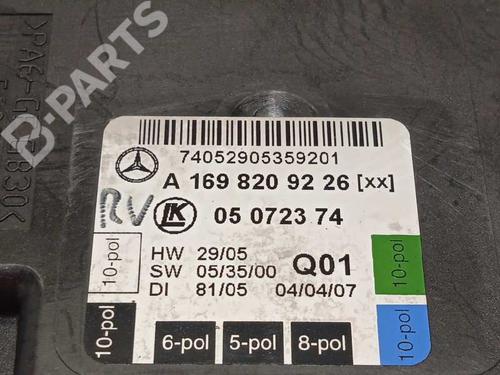 B-PARTS
74052905359201
A 169 820 92 26 [xx]
RV LK 05 0723 74
HW 29/05
SW 05/35/00 Q01
DI 81/05 04/04/07
10-pol
10-pol
10-pol
10-pol
6-pol 5-pol 8-pol